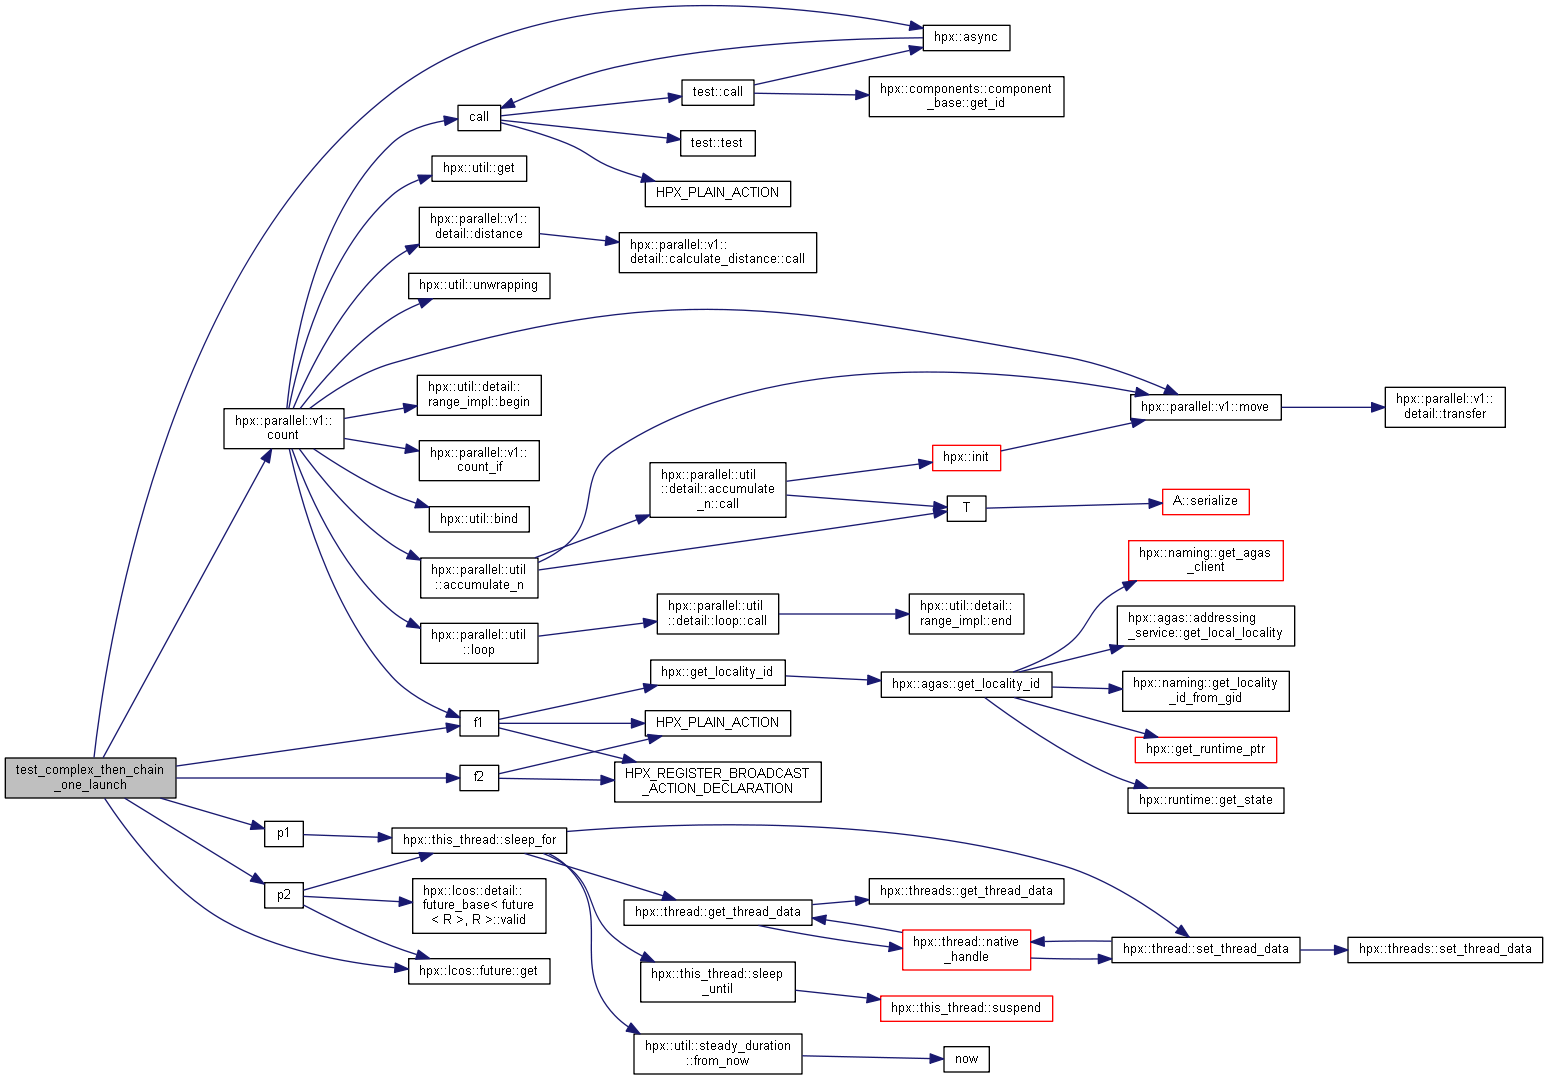 hpx::async
test::call
hpx::components::component
_base::get_id
call
test::test
hpx::util::get
HPX_PLAIN_ACTION
hpx::parallel::v1::
detail::distance
hpx::parallel::v1::
detail::calculate_distance::call
hpx::util::unwrapping
hpx::util::detail::
range_impl::begin
hpx::parallel::v1::move
hpx::parallel::v1::
detail::transfer
hpx::parallel::v1::
count
hpx::parallel::v1::
count_if
hpx::init
hpx::parallel::util
::detail::accumulate
_n::call
T
A::serialize
hpx::util::bind
hpx::parallel::util
::accumulate_n
hpx::naming::get_agas
_client
hpx::parallel::util
::detail::loop::call
hpx::util::detail::
range_impl::end
hpx::agas::addressing
_service::get_local_locality
hpx::parallel::util
::loop
hpx::get_locality_id
hpx::agas::get_locality_id
hpx::naming::get_locality
_id_from_gid
f1
HPX_PLAIN_ACTION
hpx::get_runtime_ptr
test_complex_then_chain
_one_launch
f2
HPX_REGISTER_BROADCAST
_ACTION_DECLARATION
hpx::runtime::get_state
p1
hpx::this_thread::sleep_for
p2
hpx::lcos::detail::
future_base< future
< R >, R >::valid
hpx::threads::get_thread_data
hpx::thread::get_thread_data
hpx::thread::native
_handle
hpx::thread::set_thread_data
hpx::threads::set_thread_data
hpx::lcos::future::get
hpx::this_thread::sleep
_until
hpx::this_thread::suspend
hpx::util::steady_duration
::from_now
now